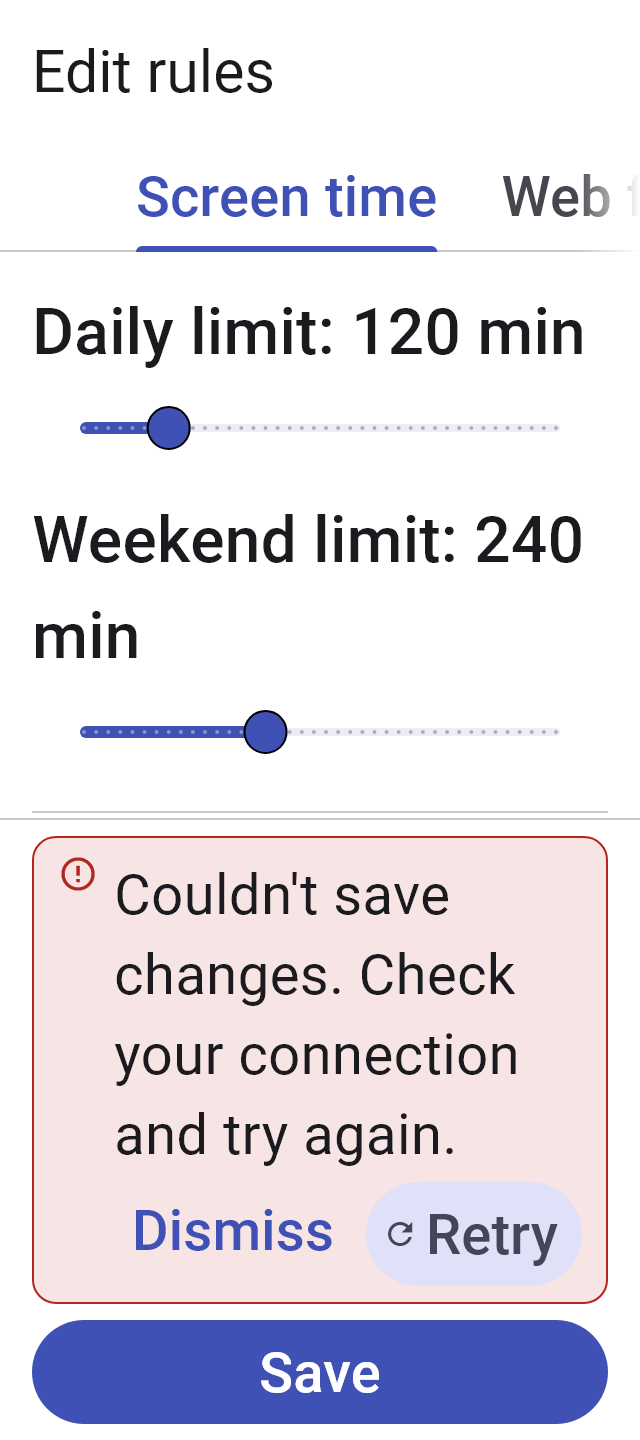 Edit rules
Screen time
Web
Daily limit: 120 min
Weekend limit: 240
min
Couldn't save
changes. Check
your connection
and try again.
Dismiss
Retry
Save